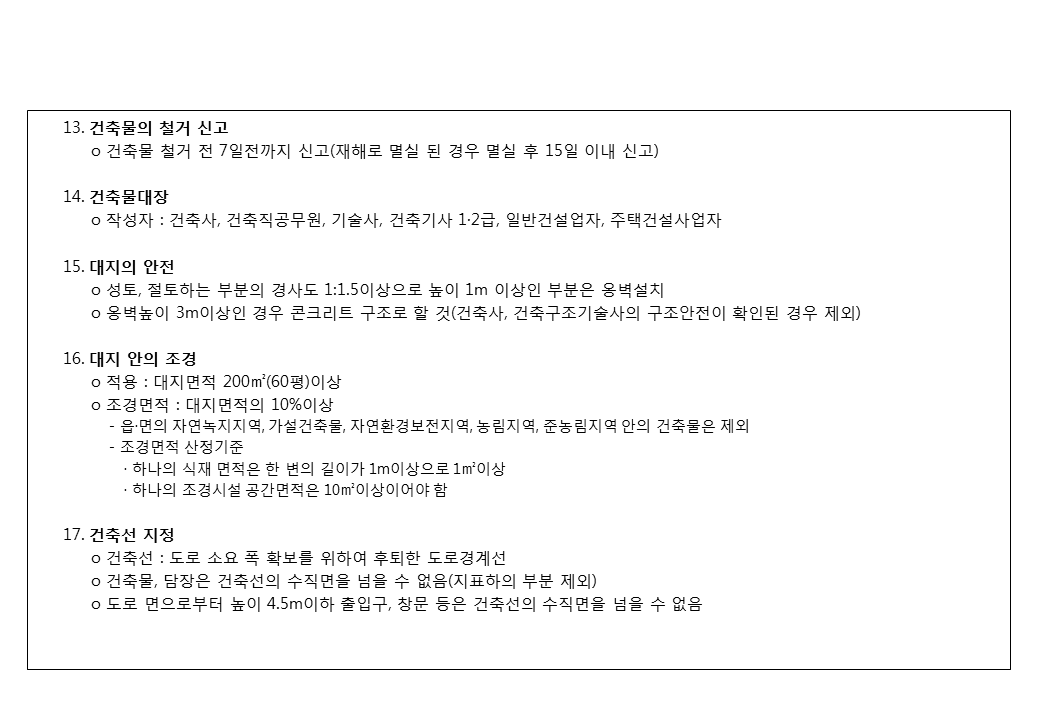 13. 건축물의 철거 신고
o 건축물 철거 전 7일전까지 신고(재해로 멸실 된 경우 멸실 후 15일 이내 신고)
14. 건축물대장
o 작성자 : 건축사, 건축직공무원, 기술사, 건축기사 1·2급, 일반건설업자, 주택건설사업자
15. 대지의 안전
o 성토, 절토하는 부분의 경사도 1:1.5이상으로 높이 1m 이상인 부분은 옹벽설치
o 옹벽높이 3m이상인 경우 콘크리트 구조로 할 것(건축사, 건축구조기술사의 구조안전이 확인된 경우 제외)
16. 대지 안의 조경
o 적용 : 대지면적 200㎡(60평)이상
o 조경면적 : 대지면적의 10%이상
- 읍·면의 자연녹지지역, 가설건축물, 자연환경보전지역, 농림지역, 준농림지역 안의 건축물은 제외
- 조경면적 산정기준
· 하나의 식재 면적은 한 변의 길이가 1m이상으로 1㎡이상
· 하나의 조경시설 공간면적은 10㎡이상이어야 함
17. 건축선 지정
o 건축선 : 도로 소요 폭 확보를 위하여 후퇴한 도로경계선
o 건축물, 담장은 건축선의 수직면을 넘을 수 없음(지표하의 부분 제외)
o 도로 면으로부터 높이 4.5m이하 출입구, 창문 등은 건축선의 수직면을 넘을 수 없음